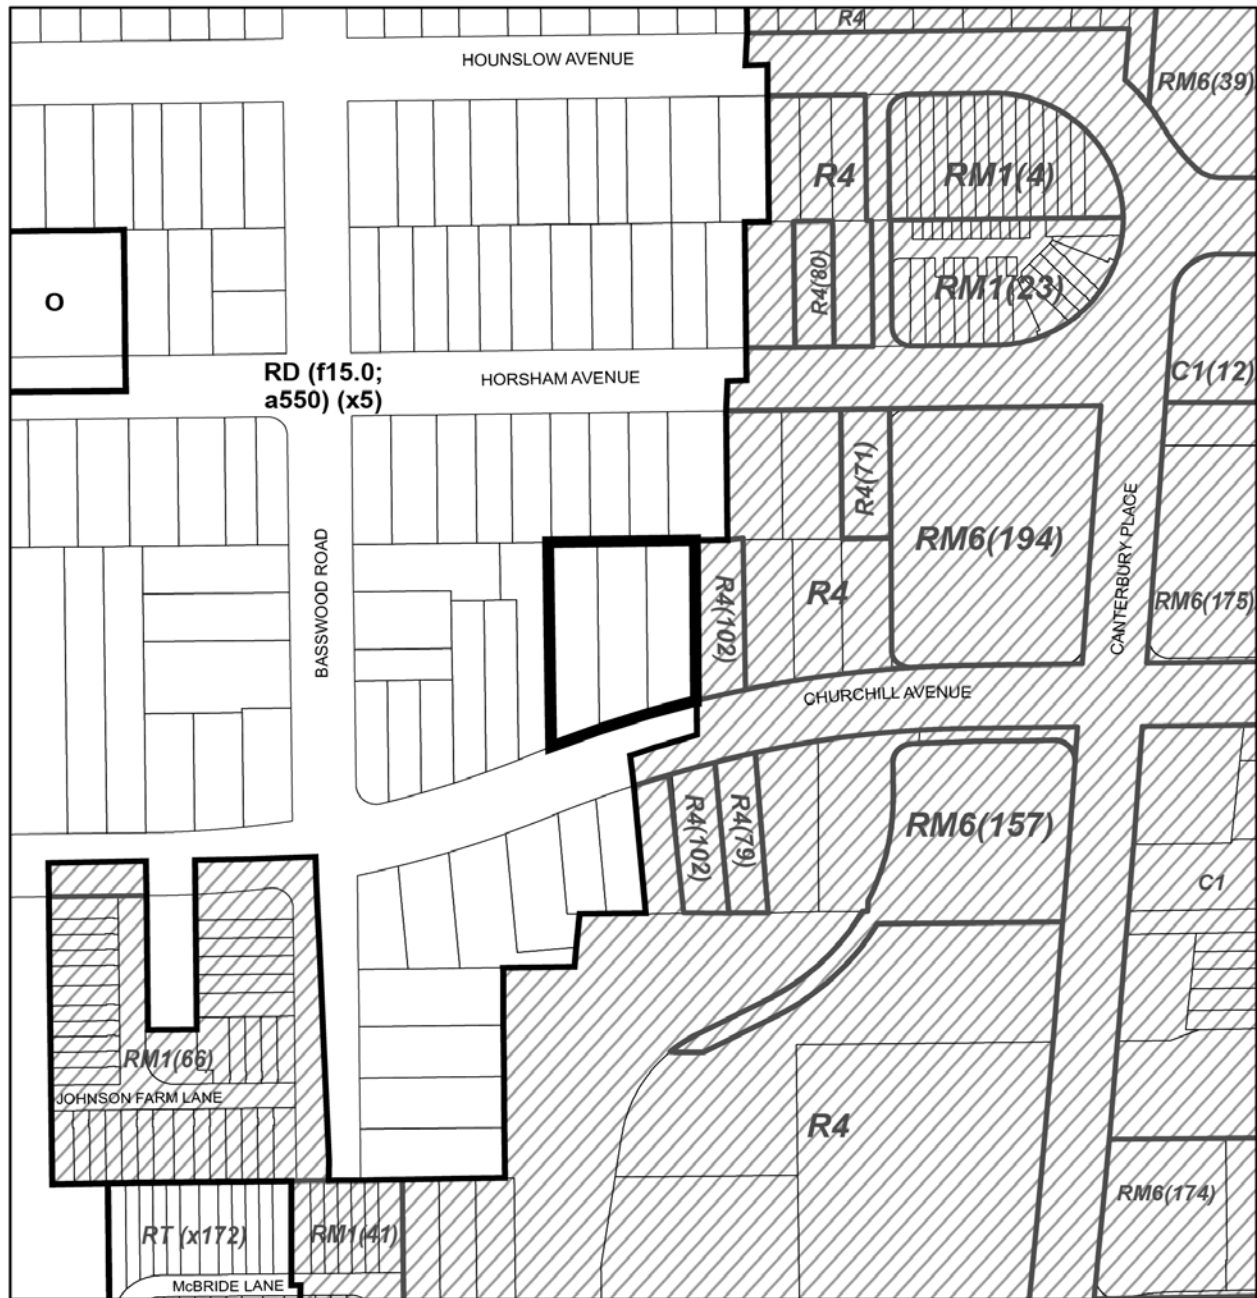 R4
HOUNSLOW AVENUE
RM6(39)
R4
RM1(4)
R4(80)
RM1(23)
O
C1(12)
RD (f15.0;
a550) (x5)
HORSHAM AVENUE
R4(71)
CANTERBURY PLACE
RM6(194)
BASSWOOD ROAD
R4(102)
R4
RM6(175)
CHURCHILL AVENUE
R4(102)
R4(79)
RM6(157)
C1
RM1(66)
JOHNSON FARM LANE
R4
RM6(174)
RT (x172)
RM1(41)
McBRIDE LANE